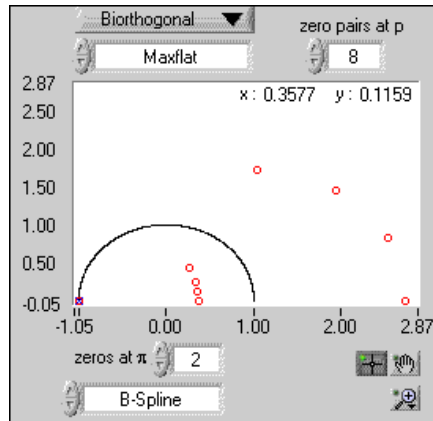 Biorthogonal
zero pairs at p
Maxflat
8
x: 0.3577 y: 0.1159
2.87
2.50
2.00
1.50
1.00
0.50
-0.05
-1.05 0.00 1.00 2.00 2.87
zeros at π 2
B-Spline